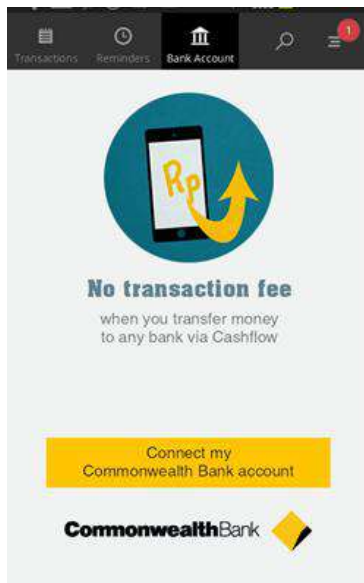 Transactions
Reminders
Bank Account
1
Rp
No transaction fee
when you transfer money
to any bank via Cashflow
Connect my
Commonwealth Bank account
CommonwealthBank